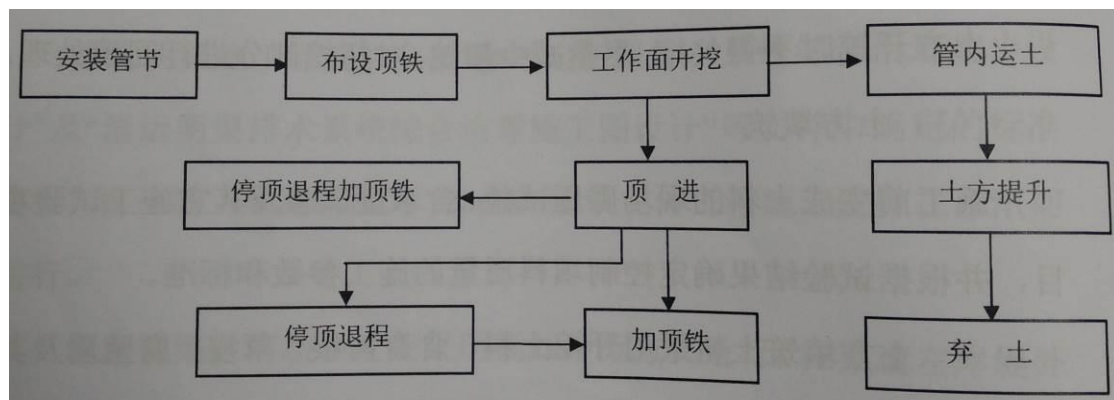 安装管节
布设顶铁
工作面开挖
管内运土
停顶退程加顶铁
顶 进
土方提升
停顶退程
加顶铁
弃 土